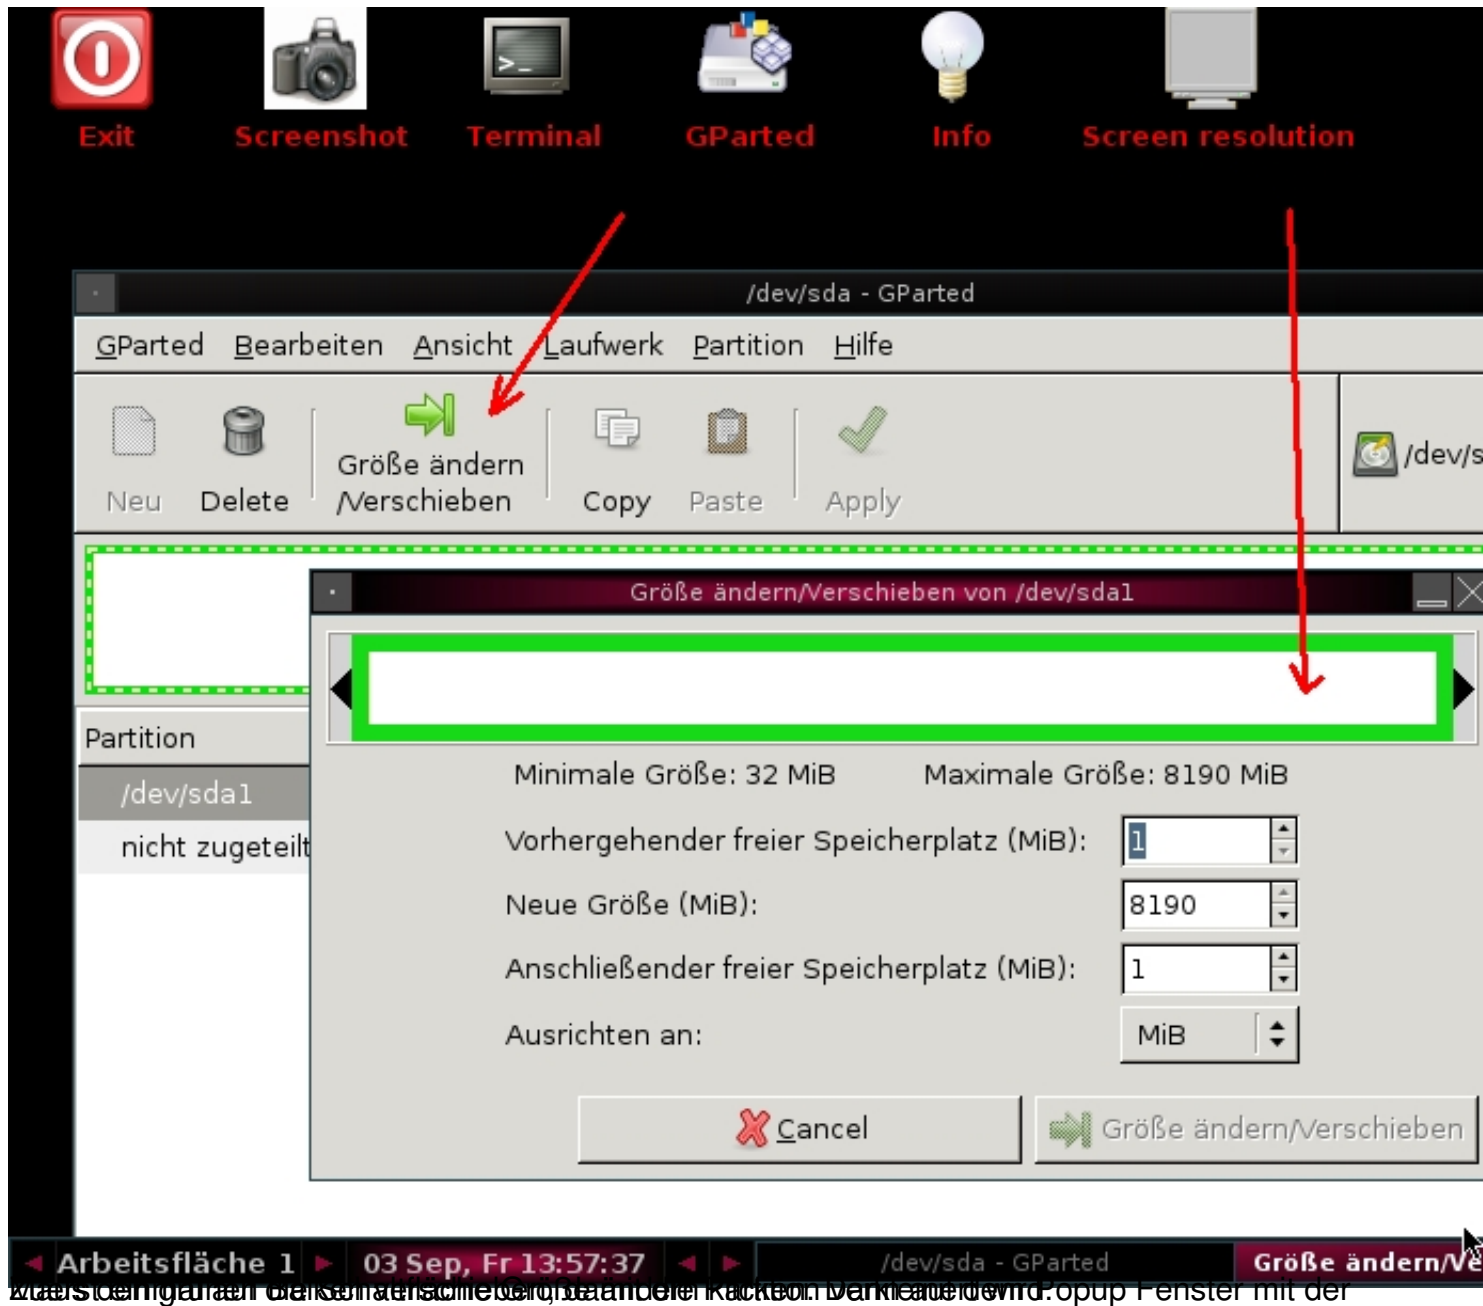 Exit Screenshot Terminal GParted Info Screen resolution
/dev/sda - GParted
GParted Bearbeiten Ansicht Laufwerk Partition Hilfe
Größe ändern
Neu Delete /Verschieben Copy Paste Apply
/dev/s
Größe ändern/Verschieben von /dev/sda1
Partition
/dev/sda1
nicht zugeteilt
Minimale Größe: 32 MiB Maximale Größe: 8190 MiB
Vorhergehender freier Speicherplatz (MiB): 1
Neue Größe (MiB): 8190
Anschließender freier Speicherplatz (MiB): 1
Ausrichten an: MiB
Cancel Größe ändern/Verschieben
Arbeitsfläche 1 03 Sep, Fr 13:57:37 /dev/sda - GParted Größe ändern/Ve
Popup Fenster mit der